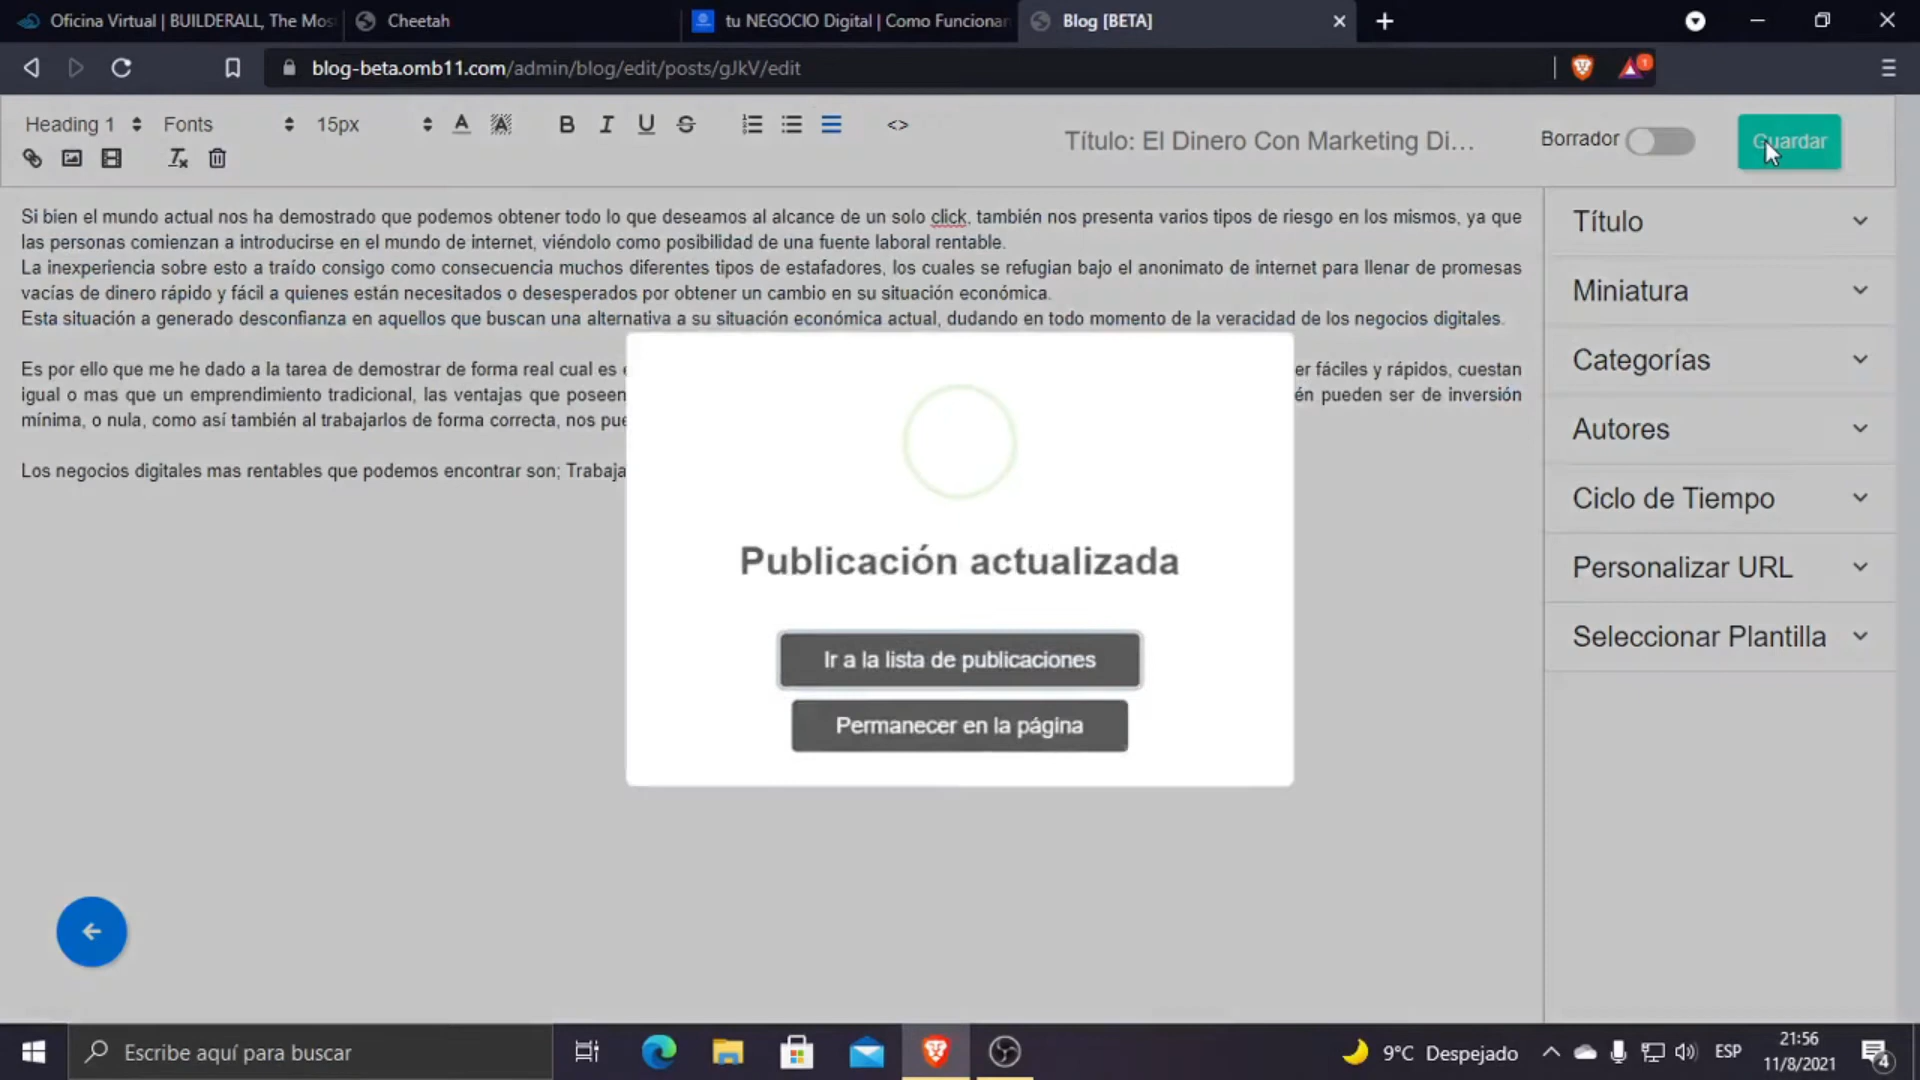 Oficina Virtual | BUILDERALL, The Mos
Cheetah
tu NEGOCIO Digital | Como Funcionan
Blog [BETA]
blog-beta.omb11.com/admin/blog/edit/posts/gJkV/edit
1
Heading 1
Fonts
15px
Título: El Dinero Con Marketing Di...
Borrador
Guardar
Si bien el mundo actual nos ha demostrado que podemos obtener todo lo que deseamos al alcance de un solo click, también nos presenta varios tipos de riesgo en los mismos, ya que
las personas comienzan a introducirse en el mundo de internet, viéndolo como posibilidad de una fuente laboral rentable.
La inexperiencia sobre esto a traído consigo como consecuencia muchos diferentes tipos de estafadores, los cuales se refugian bajo el anonimato de internet para llenar de promesas
vacías de dinero rápido y fácil a quienes están necesitados o desesperados por obtener un cambio en su situación económica.
Esta situación a generado desconfianza en aquellos que buscan una alternativa a su situación económica actual, dudando en todo momento de la veracidad de los negocios digitales.
Es por ello que me he dado a la tarea de demostrar de forma real cual es er fáciles y rápidos, cuestan
igual o mas que un emprendimiento tradicional, las ventajas que poseen én pueden ser de inversión
mínima, o nula, como así también al trabajarlos de forma correcta, nos pue
Los negocios digitales mas rentables que podemos encontrar son; Trabaja
Publicación actualizada
Ir a la lista de publicaciones
Permanecer en la página
Título
Miniatura
Categorías
Autores
Ciclo de Tiempo
Personalizar URL
Seleccionar Plantilla
Escribe aquí para buscar
9°C Despejado
ESP
21:56
11/8/2021
4